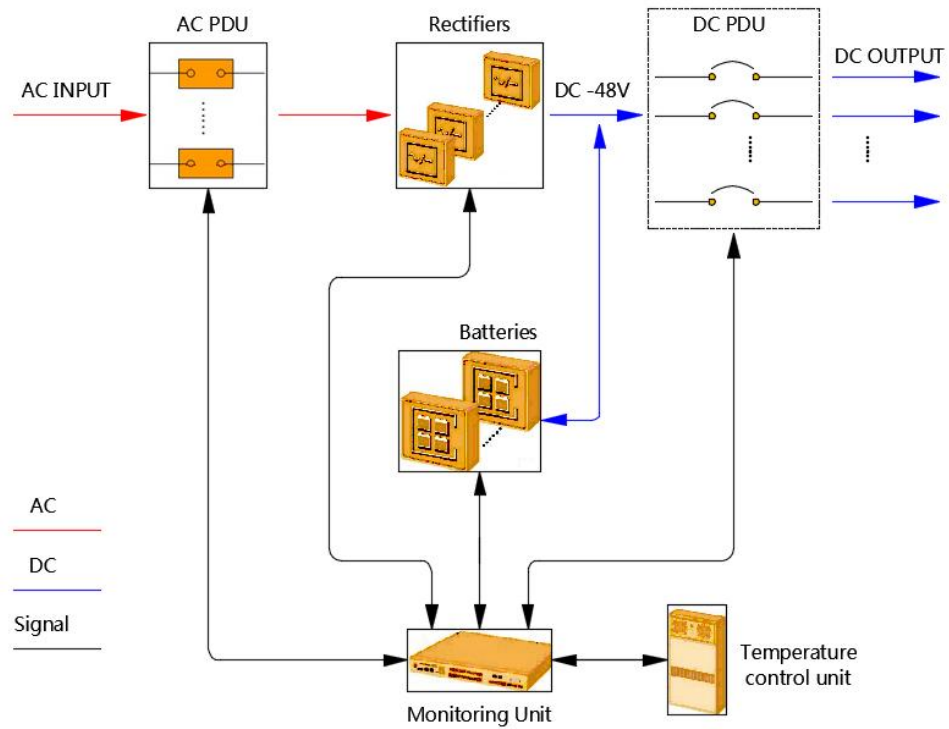 AC PDU
Rectifiers
DC PDU
AC INPUT
DC -48V
DC OUTPUT
Batteries
AC
DC
Signal
Temperature
control unit
Monitoring Unit